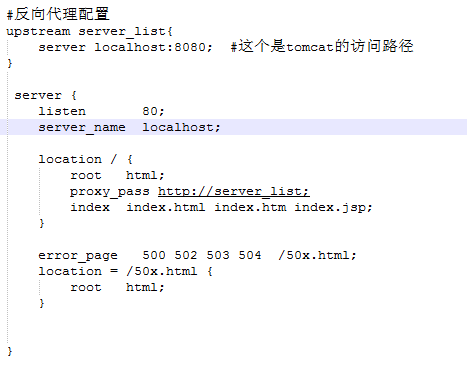 #反向代理配置
upstream server_list{
    server localhost:8080;  #这个是tomcat的访问路径
}

 server {
    listen       80;
    server_name  localhost;

    location / {
        root   html;
        proxy_pass http://server_list;
        index  index.html index.htm index.jsp;
    }

    error_page   500 502 503 504  /50x.html;
    location = /50x.html {
        root   html;
    }


}